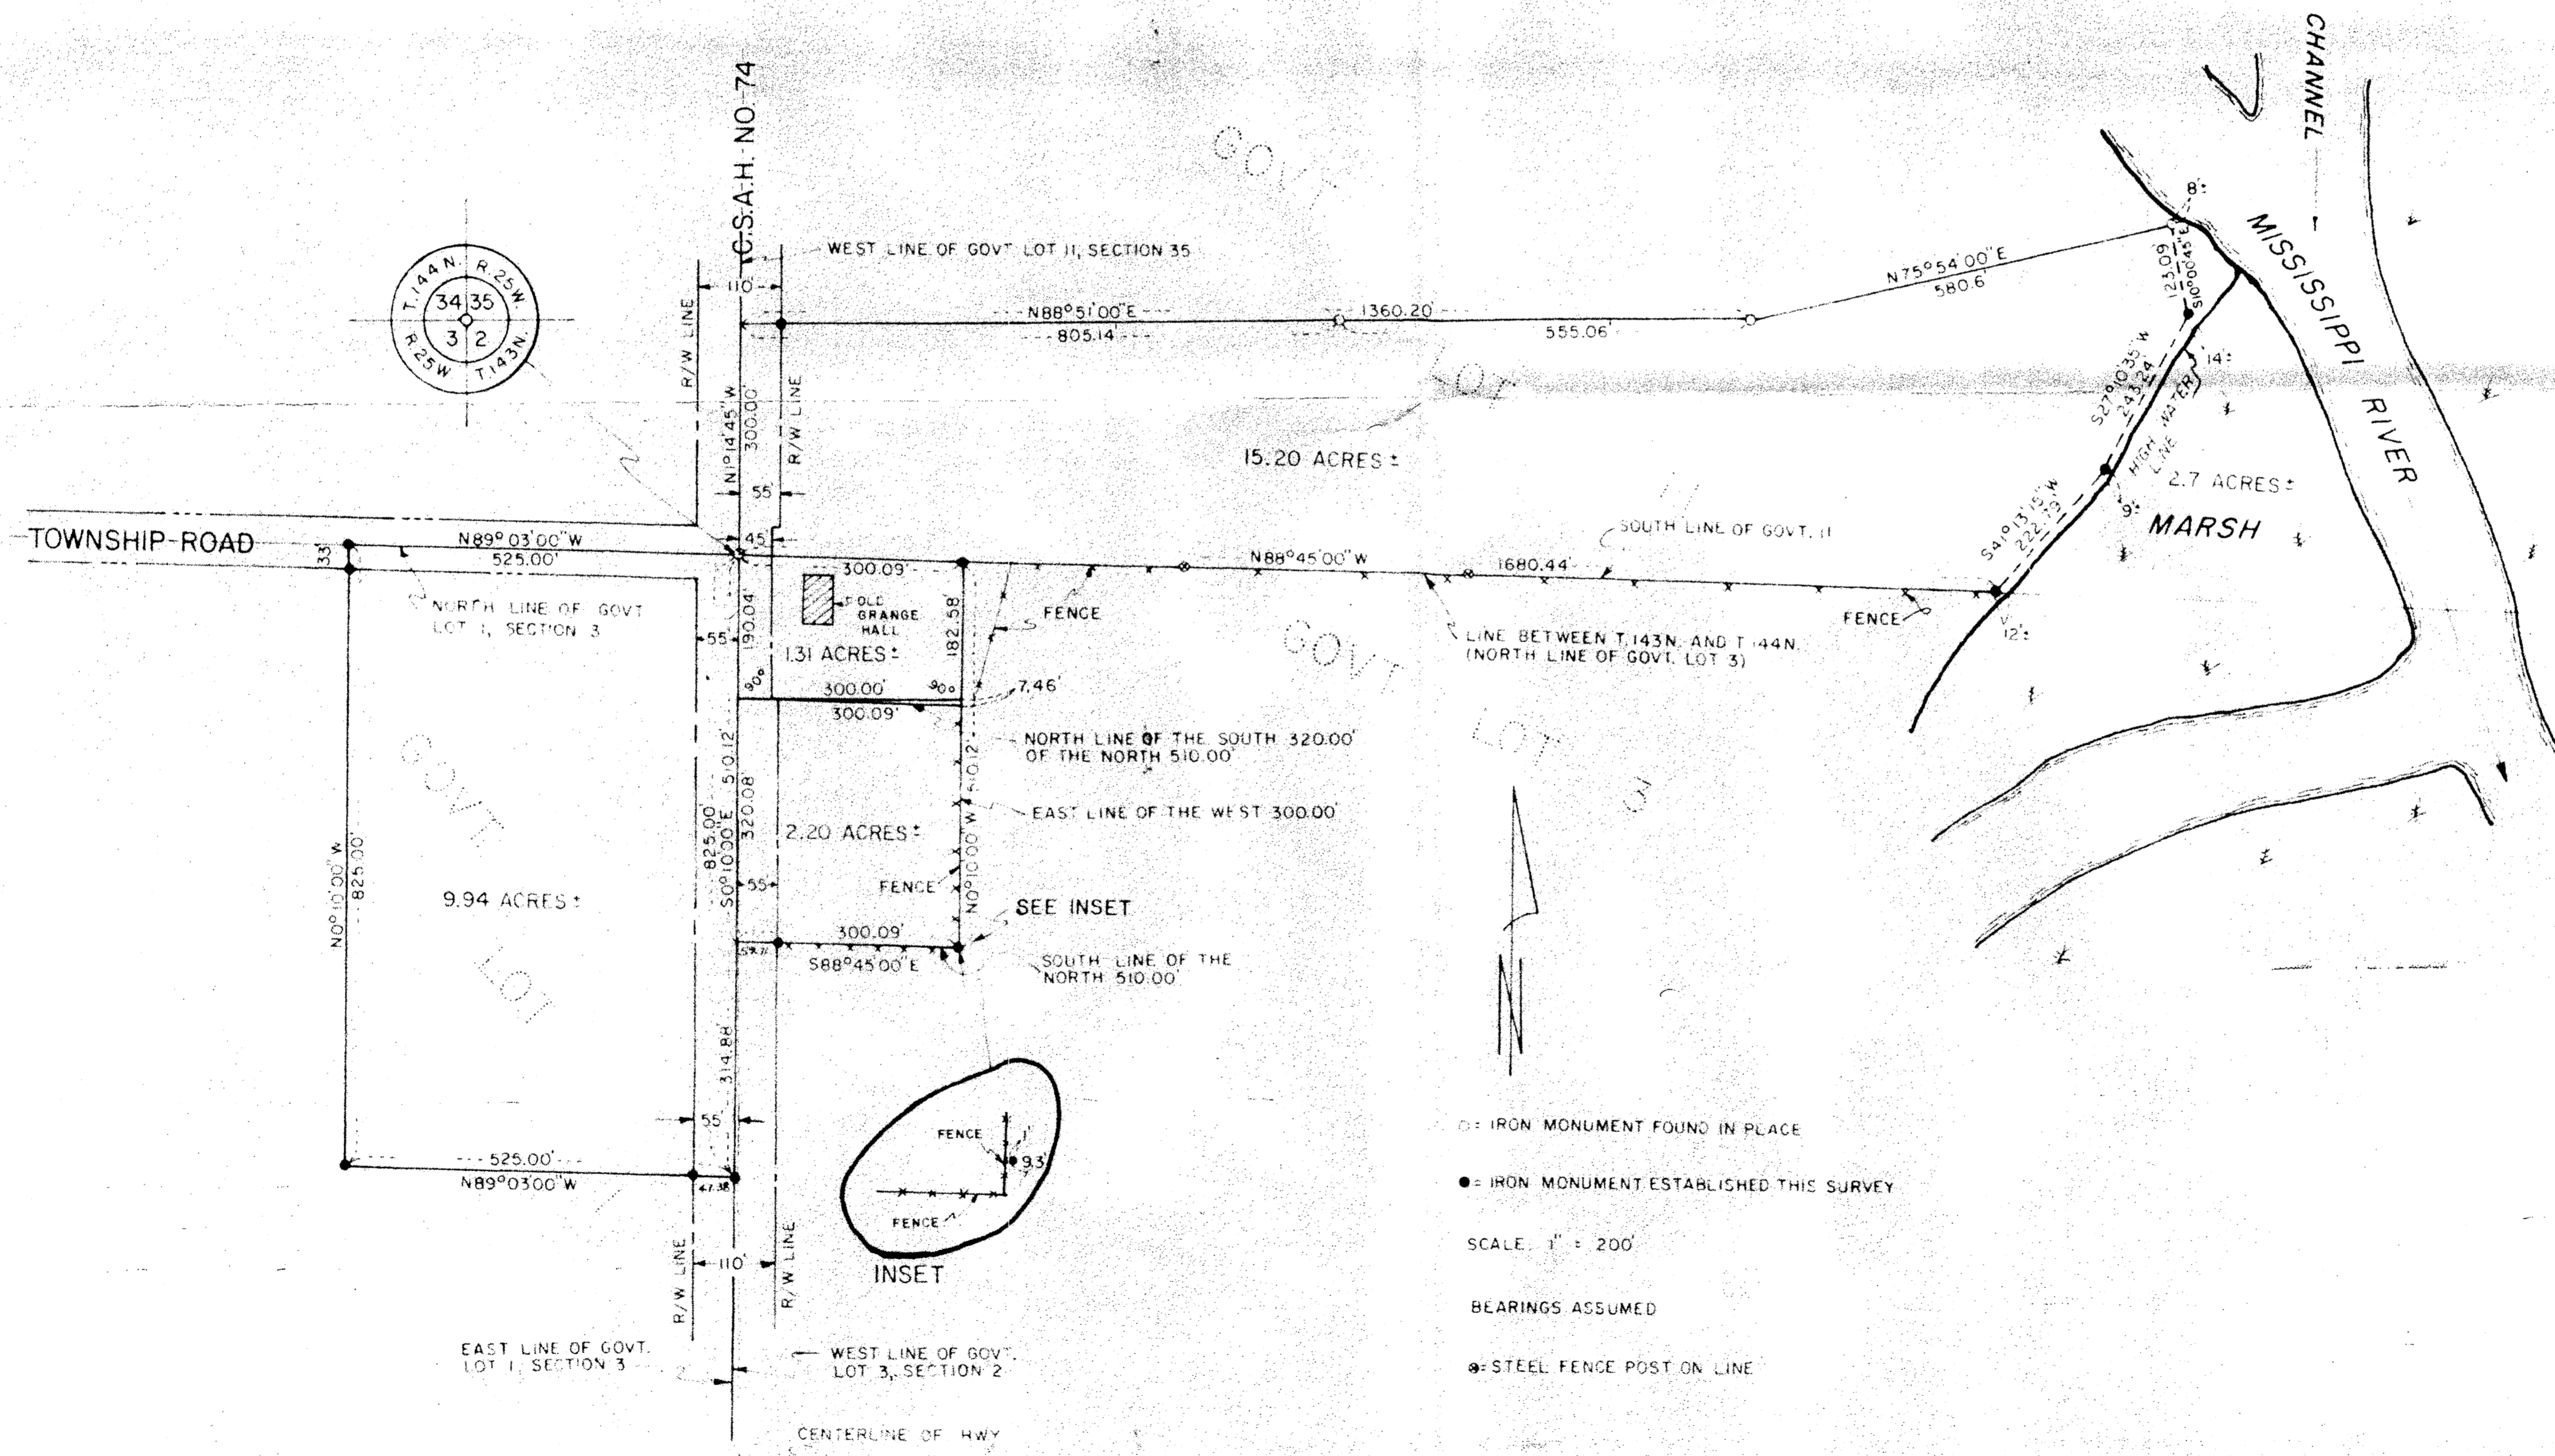 CHANNEL
C.S.A.H. NO. 74
GOVT
8'±
MISSISSIPPI RIVER
WEST LINE OF GOVT LOT 11, SECTION 35
T.144 N. R.25W.
34 35
3 2
R.25W T.143N.
110'
R/W LINE
N88°51'00"E
1360.20'
805.14'
555.06'
N75°54'00"E
580.6'
123.09'
S10°00'45"E
N1°14'45"W
300.00'
R/W LINE
LOT
S27°10'35"W
243.24'
14'±
HIGH WATER
LINE
15.20 ACRES±
2.7 ACRES±
MARSH
11
55'
S41°13'15"W
222.79'
9'±
TOWNSHIP ROAD
33'
N89°03'00"W
525.00'
45'
300.09'
N88°45'00"W
1680.44'
SOUTH LINE OF GOVT. 11
NORTH LINE OF GOVT
LOT 1, SECTION 3
OLD
GRANGE
HALL
FENCE
FENCE
12'±
LINE BETWEEN T.143N. AND T.144N.
(NORTH LINE OF GOVT. LOT 3)
55'
190.04'
182.58'
1.31 ACRES±
90°
300.00'
90°
7.46'
300.09'
GOVT
LOT
3
NORTH LINE OF THE SOUTH 320.00'
OF THE NORTH 510.00'
EAST LINE OF THE WEST 300.00'
GOVT
LOT
825.00'
S0°10'00"E 510.12'
320.08'
2.20 ACRES±
N0°10'00"W 510.12'
55'
FENCE
N0°10'00"W
825.00'
9.94 ACRES±
SEE INSET
300.09'
S88°45'00"E
SOUTH LINE OF THE
NORTH 510.00'
314.88'
55'
525.00'
N89°03'00"W
47.38'
FENCE
1'
9.3'
FENCE
INSET
N
R/W LINE
110'
R/W LINE
○= IRON MONUMENT FOUND IN PLACE
●= IRON MONUMENT ESTABLISHED THIS SURVEY
SCALE: 1" = 200'
BEARINGS ASSUMED
⊗=STEEL FENCE POST ON LINE
EAST LINE OF GOVT.
LOT 1, SECTION 3
WEST LINE OF GOVT.
LOT 3, SECTION 2
CENTERLINE OF HWY